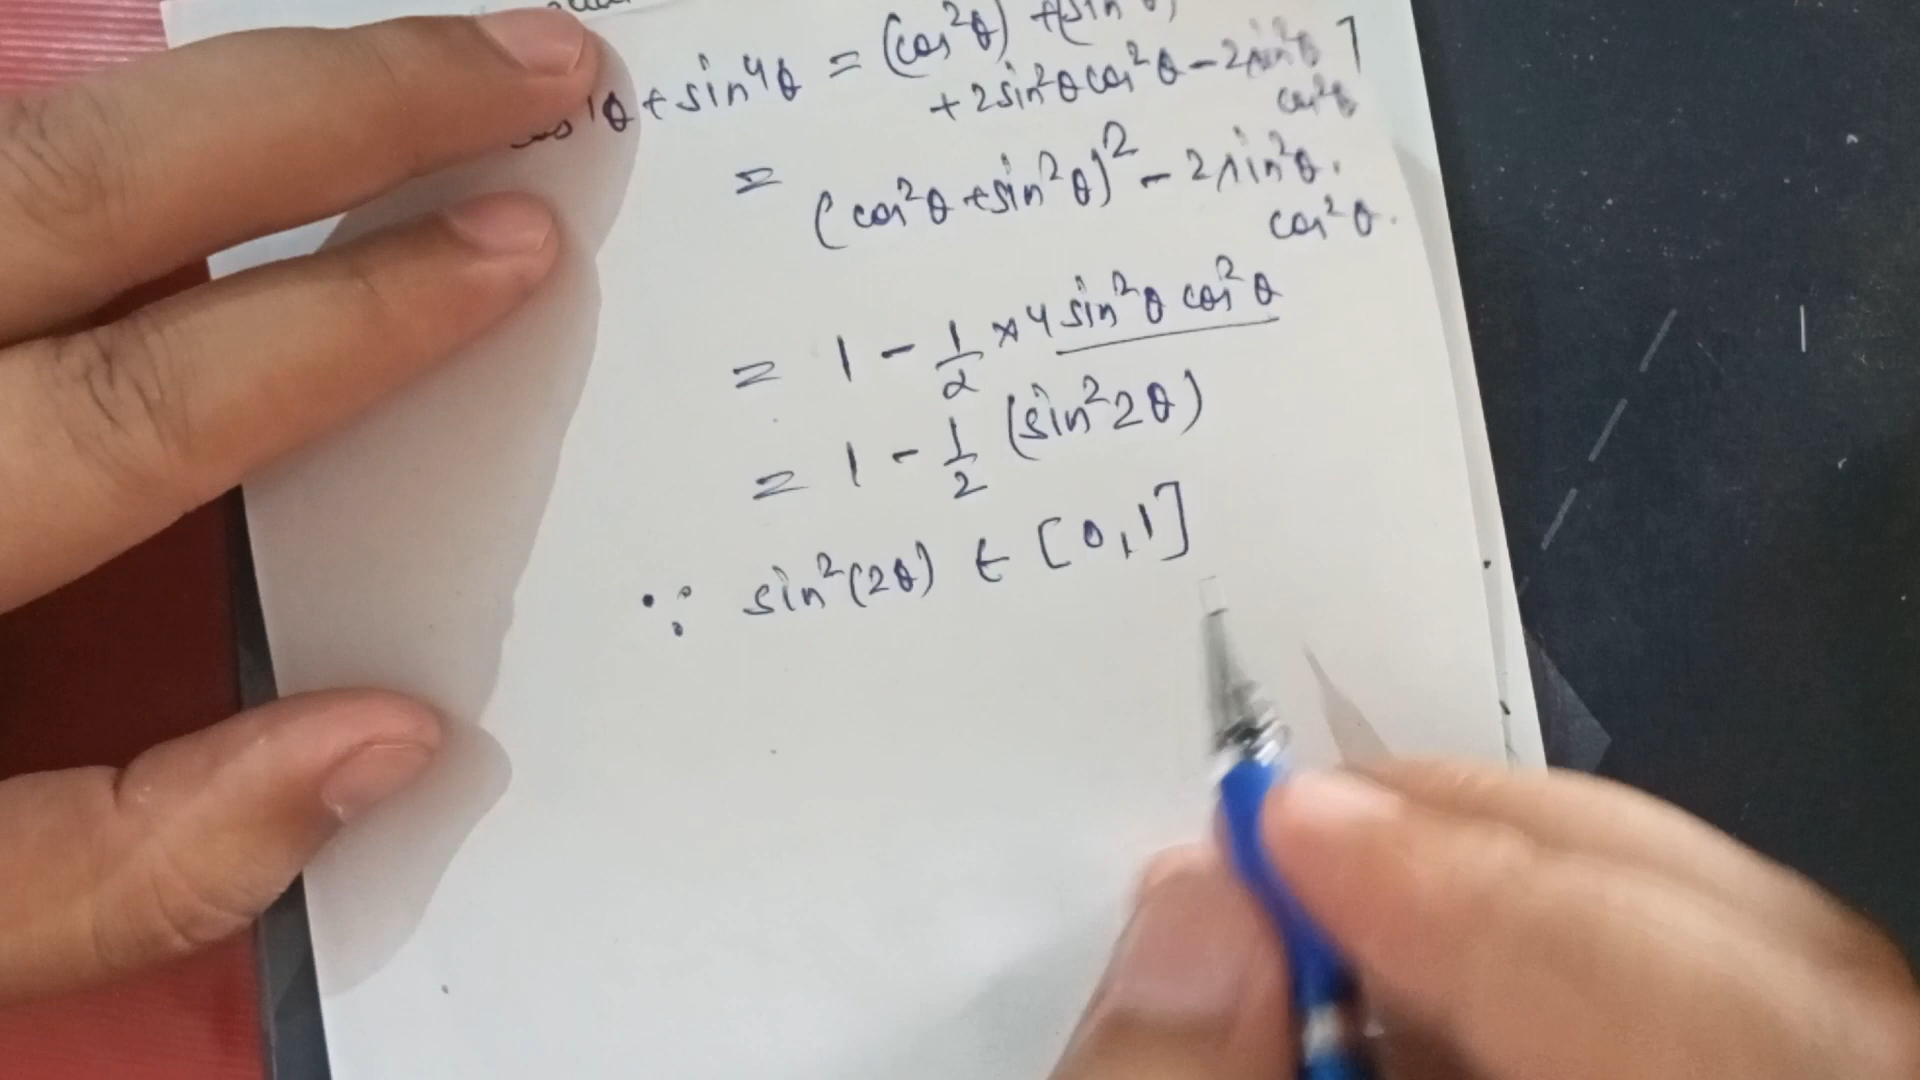 θ + sin⁴θ = (cos²θ) + (sin
+ 2sin²θ cos²θ - 2sin²θ
cos²θ
= (cos²θ + sin²θ)² - 2sin²θ.
cos²θ.
= 1 - 1/2 × 4 sin²θ cos²θ
= 1 - 1/2 (sin²2θ)
∵ sin²(2θ) ∈ [0,1]